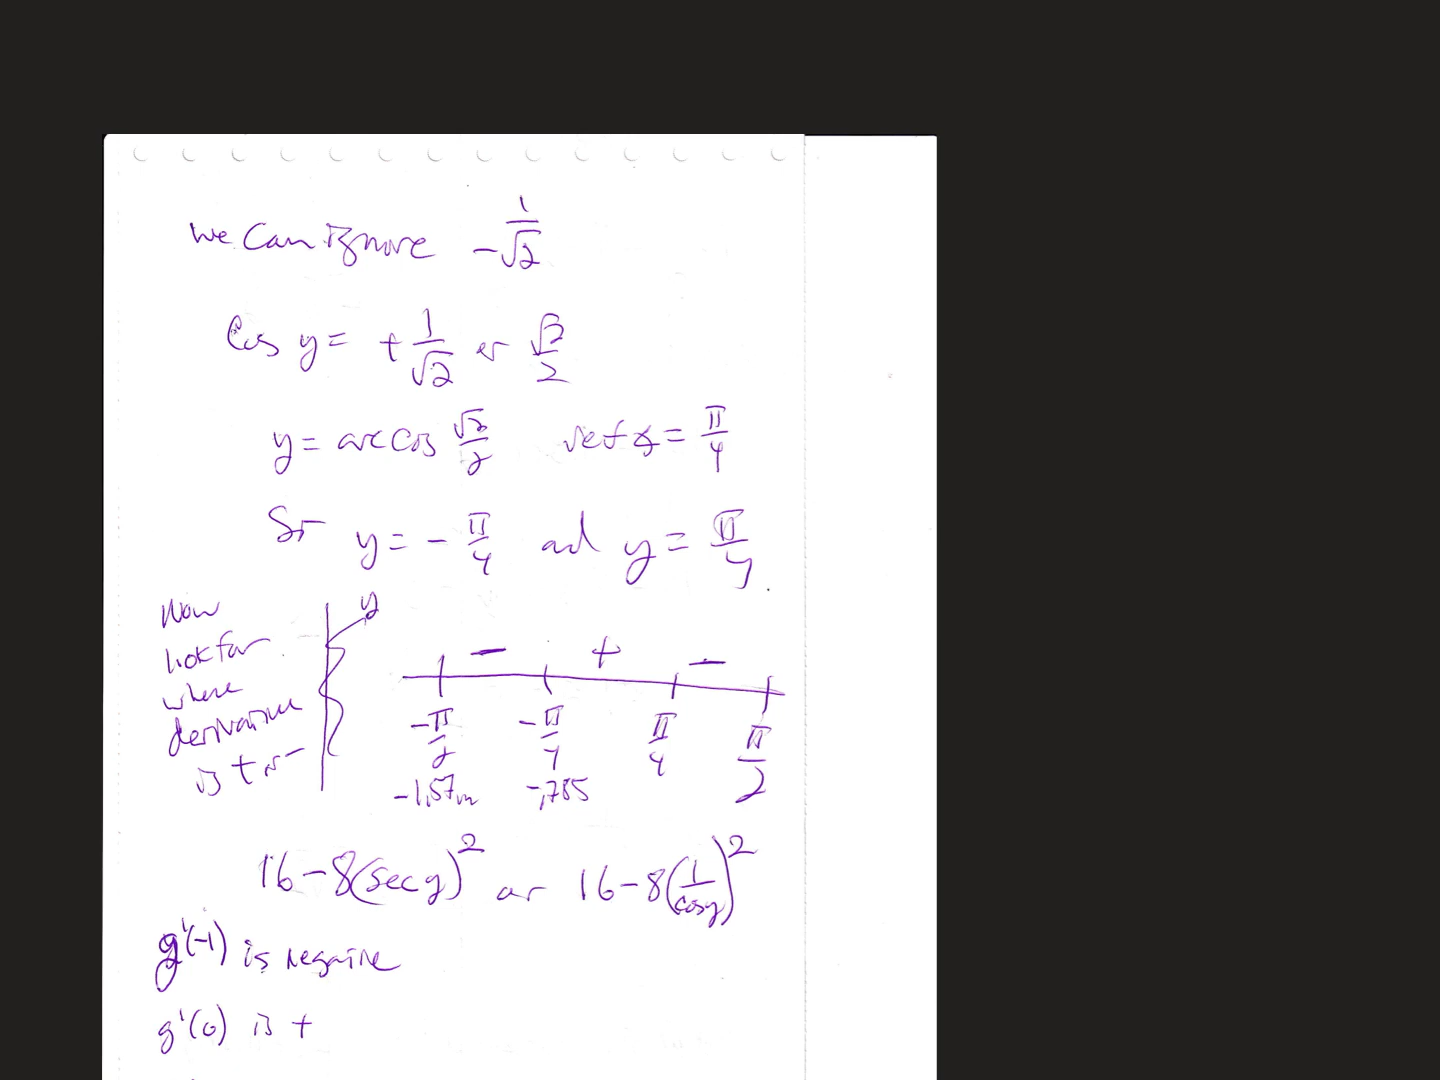 we can ignore - 1/√2
Cos y = + 1/√2 or √2/2
y = arccos √2/2 ref ∡ = π/4
So y = - π/4 and y = π/4
Now
look for
where
derivative
is + or -
y
- + -
-π/2 -π/4 π/4 π/2
-1.57 -.785
16-8(sec y)² or 16-8(1/cos y)²
g'(-1) is negative
g'(0) is +